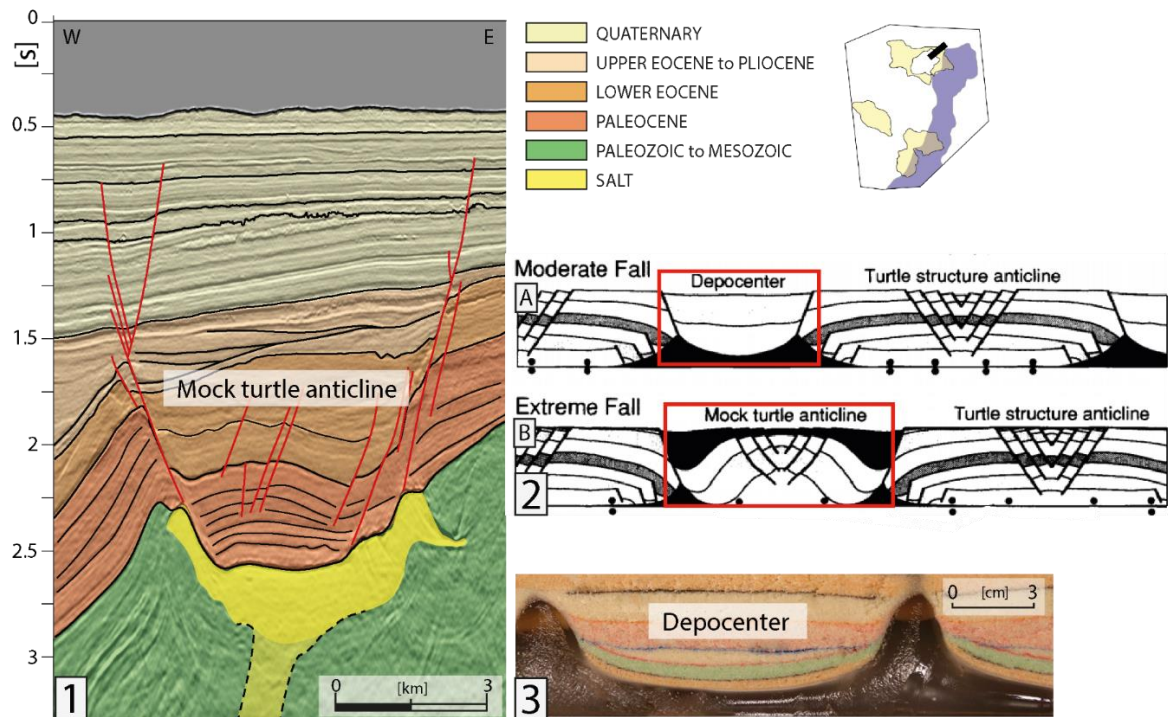 0
W
E
[S]
0.5
1
1.5
2
2.5
3
Mock turtle anticline
0 [km] 3
1
QUATERNARY
UPPER EOCENE to PLIOCENE
LOWER EOCENE
PALEOCENE
PALEOZOIC to MESOZOIC
SALT
Moderate Fall
A
Depocenter
Turtle structure anticline
Extreme Fall
B
Mock turtle anticline
Turtle structure anticline
2
0 [cm] 3
Depocenter
3